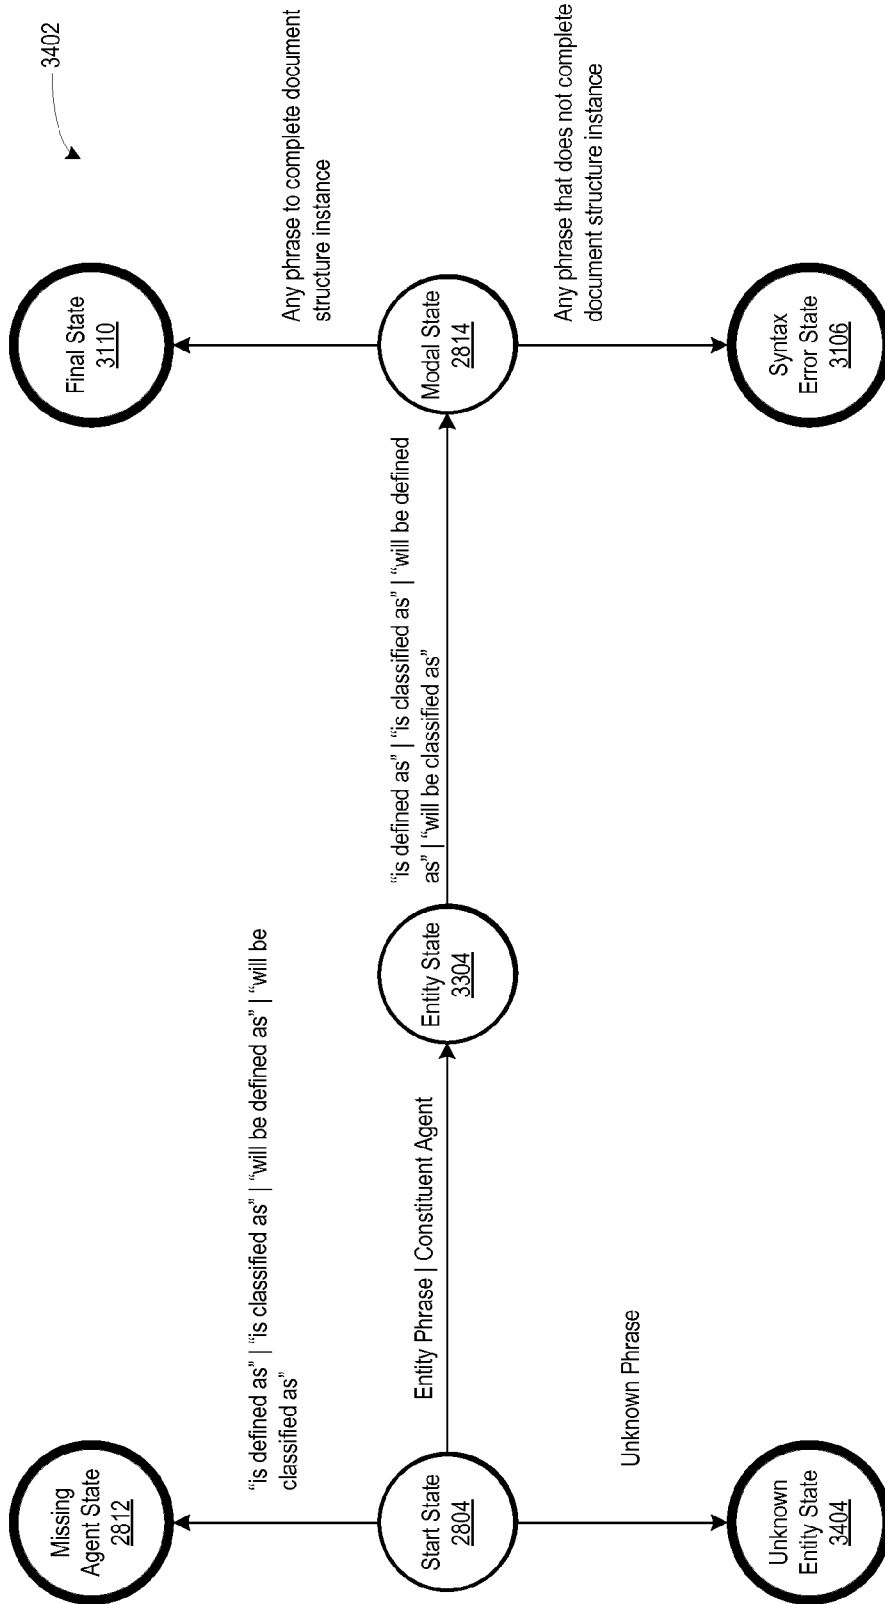 3402
Missing
Agent State
2812
"is defined as" | "is classified as" | "will be defined as" | "will be
classified as"
Final State
3110
Any phrase to complete document
structure instance
Start State
2804
Entity Phrase | Constituent Agent
Entity State
3304
"is defined as" | "is classified as" | "will be defined
as" | "will be classified as"
Modal State
2814
Unknown Phrase
Any phrase that does not complete
document structure instance
Unknown
Entity State
3404
Syntax
Error State
3106